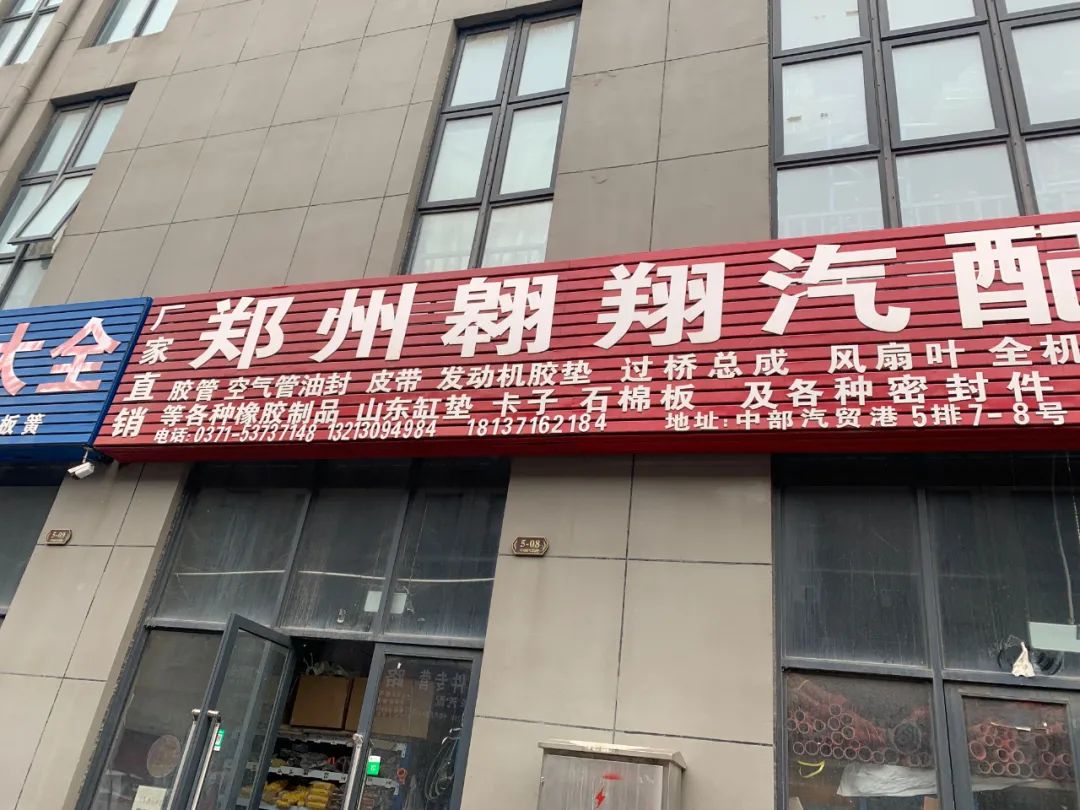 大全
板簧
厂家直销
郑州翱翔汽配
胶管 空气管油封 皮带 发动机胶垫 过桥总成 风扇叶 全机
等各种橡胶制品 山东缸垫 卡子 石棉板 及各种密封件
电话:0371-53737148 13213094984 18137162184 地址:中部汽贸港5排7-8号
5-09
5-08